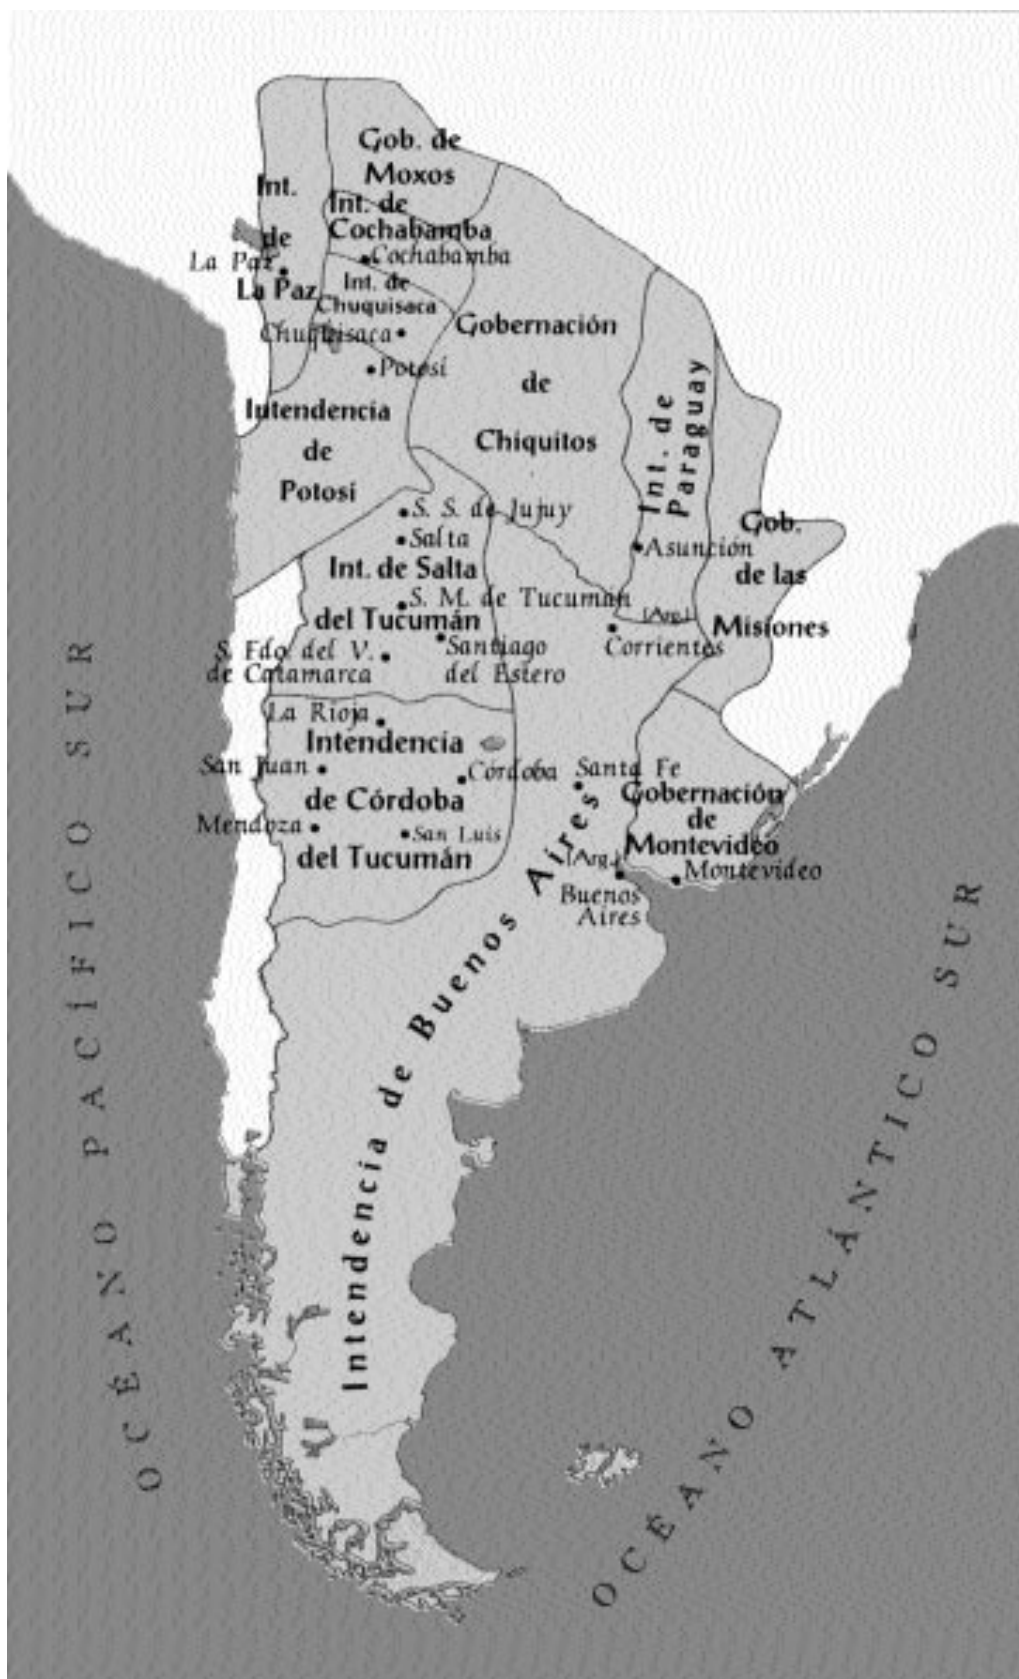 Gob. de
Moxos
Int.
de
La Paz
Int. de
Cochabamba
Cochabamba
La Paz
Int. de
Chuquisaca
Chuquisaca
Potosí
Gobernación
de
Chiquitos
Int. de
Paraguay
Intendencia
de
Potosí
S. S. de Jujuy
Salta
Int. de Salta
del Tucumán
Asunción
Gob.
de las
Misiones
S. M. de Tucumán
(Arg.)
Corrientes
S. Fdo. del V.
de Catamarca
Santiago
del Estero
La Rioja
Intendencia
de Córdoba
del Tucumán
San Juan
Córdoba
Mendoza
San Luis
Santa Fe
Gobernación
de
Montevideo
(Arg.)
Montevideo
Buenos
Aires
Intendencia de Buenos Aires
OCÉANO PACÍFICO SUR
OCÉANO ATLÁNTICO SUR